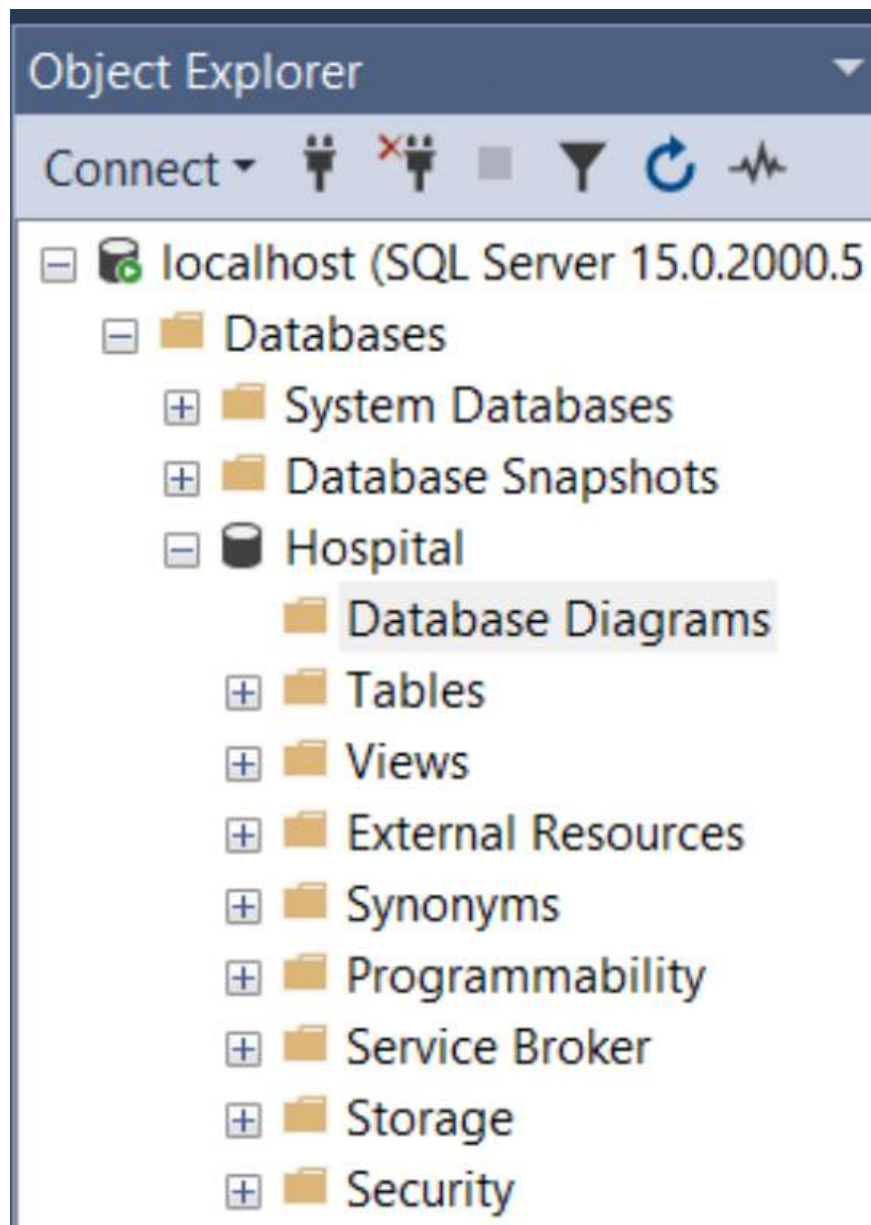 Object Explorer
Connect
localhost (SQL Server 15.0.2000.5
Databases
System Databases
Database Snapshots
Hospital
Database Diagrams
Tables
Views
External Resources
Synonyms
Programmability
Service Broker
Storage
Security